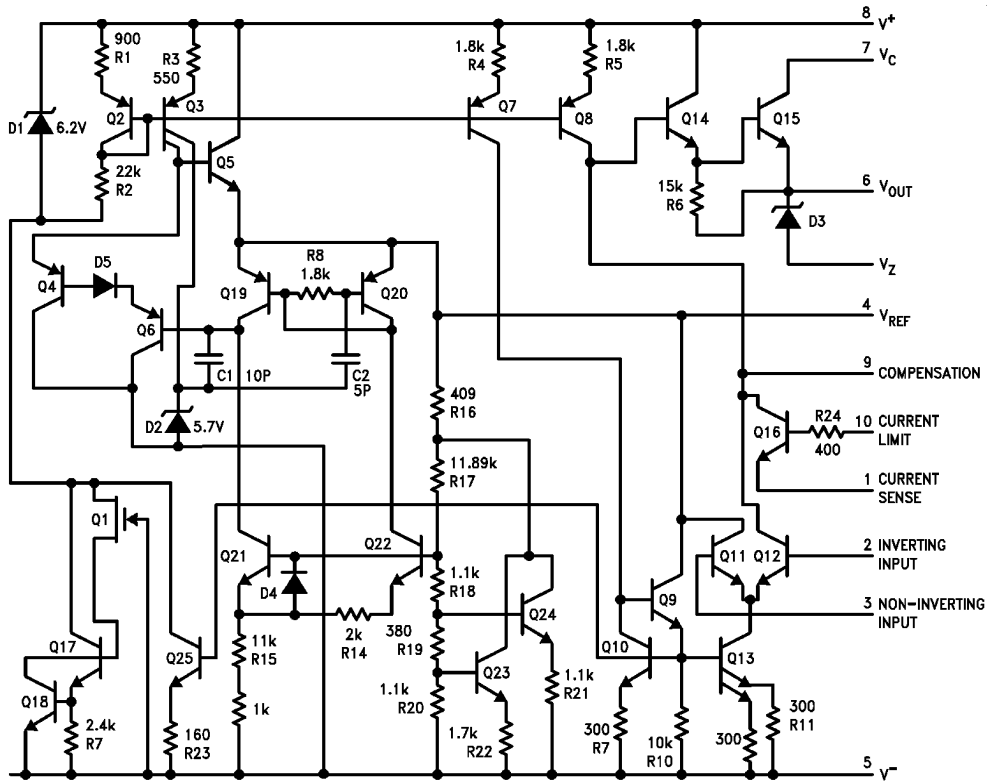 8 V+
7 VC
900
R1
R3
550
1.8k
R4
1.8k
R5
D1
6.2V
Q2
Q3
Q5
Q7
Q8
Q14
Q15
22k
R2
15k
R6
6 VOUT
D3
VZ
Q4
D5
Q6
Q19
R8
1.8k
Q20
4 VREF
C1 10P
C2
5P
409
R16
9 COMPENSATION
D2
5.7V
Q16
R24
400
10 CURRENT
LIMIT
11.89k
R17
1 CURRENT
SENSE
Q1
Q21
D4
Q22
Q11
Q12
2 INVERTING
INPUT
1.1k
R18
Q24
Q9
3 NON-INVERTING
INPUT
Q17
Q25
11k
R15
2k
R14
380
R19
Q23
Q10
Q13
Q18
1.1k
R20
1.1k
R21
2.4k
R7
160
R23
1k
1.7k
R22
300
R7
10k
R10
300
300
R11
5 V-